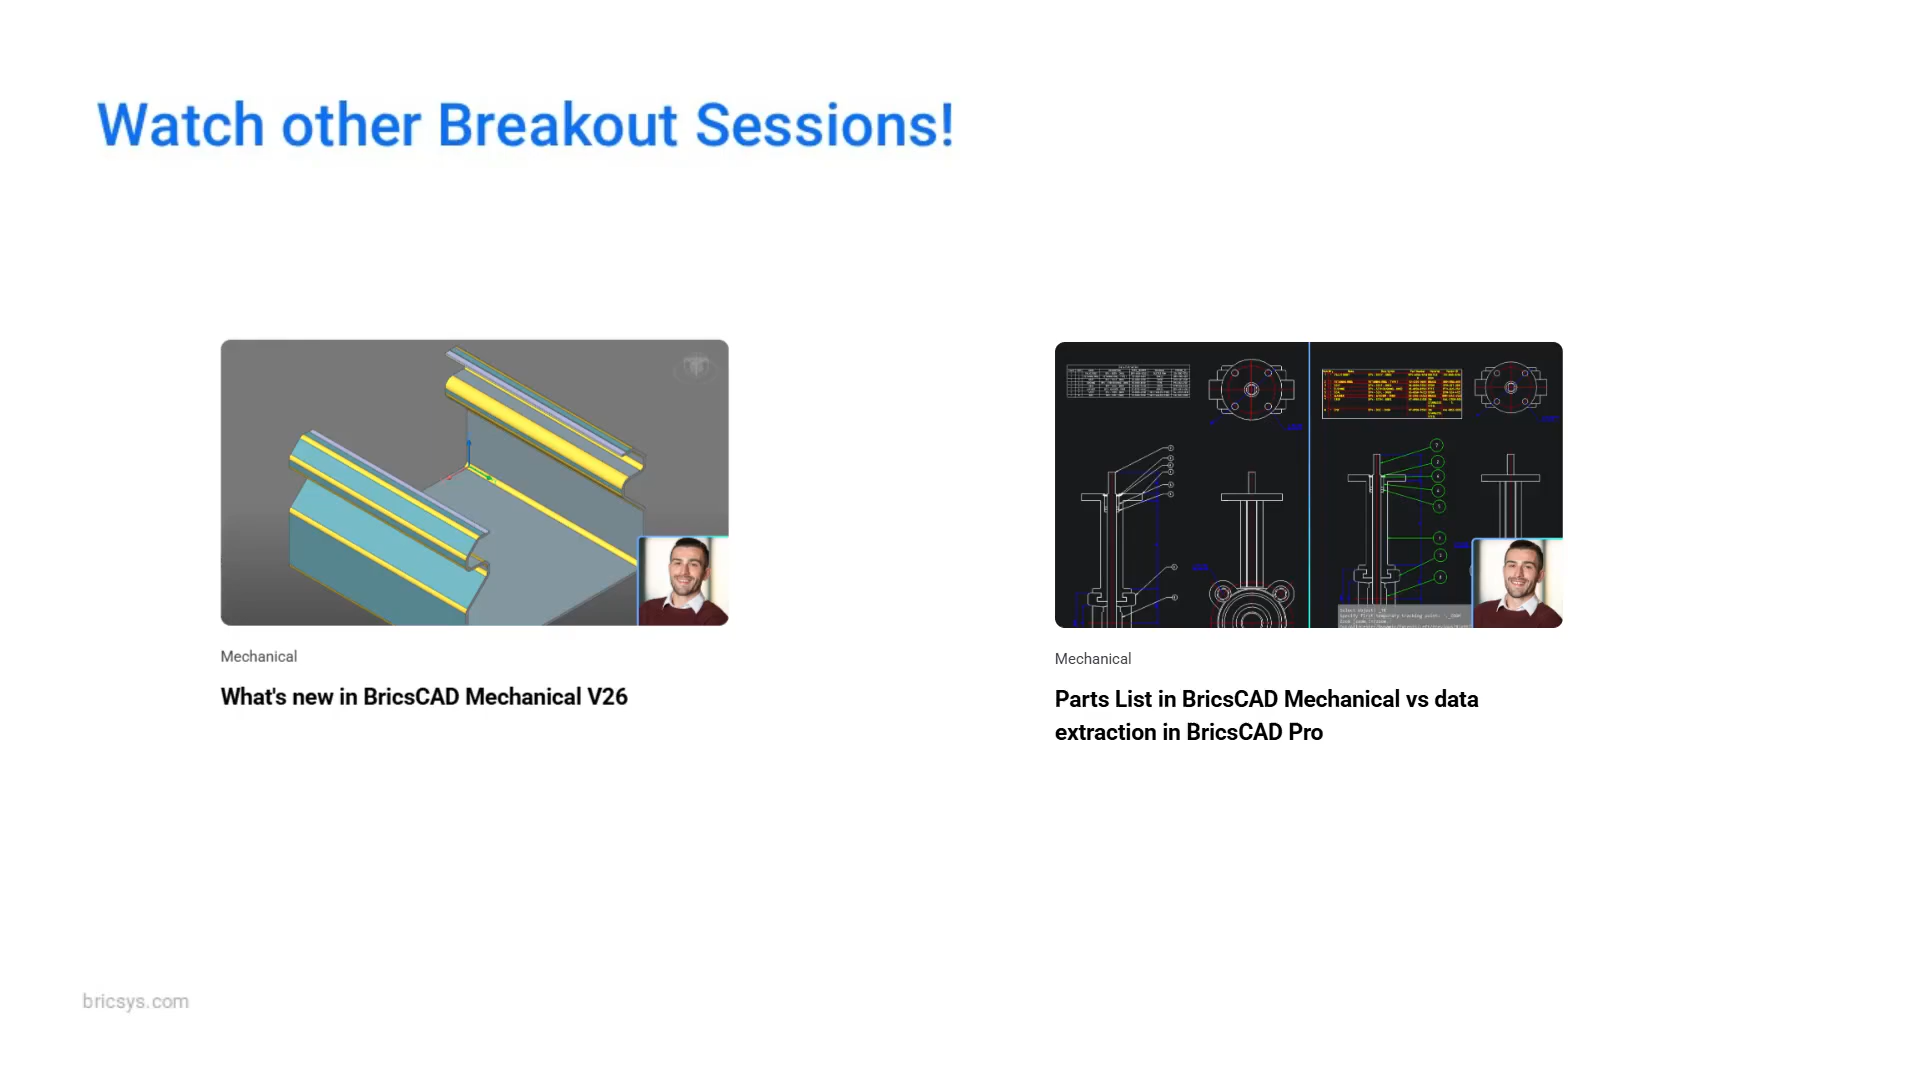 Watch other Breakout Sessions!
Mechanical
What's new in BricsCAD Mechanical V26
Mechanical
Parts List in BricsCAD Mechanical vs data
extraction in BricsCAD Pro
bricsys.com